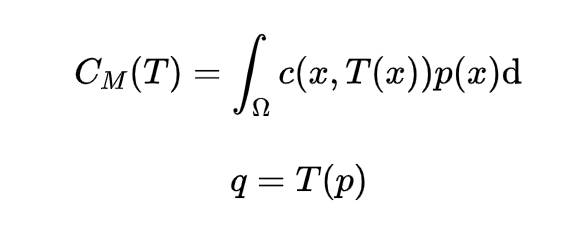 C_M(T) = ∫_Ω c(x, T(x))p(x)d
q = T(p)